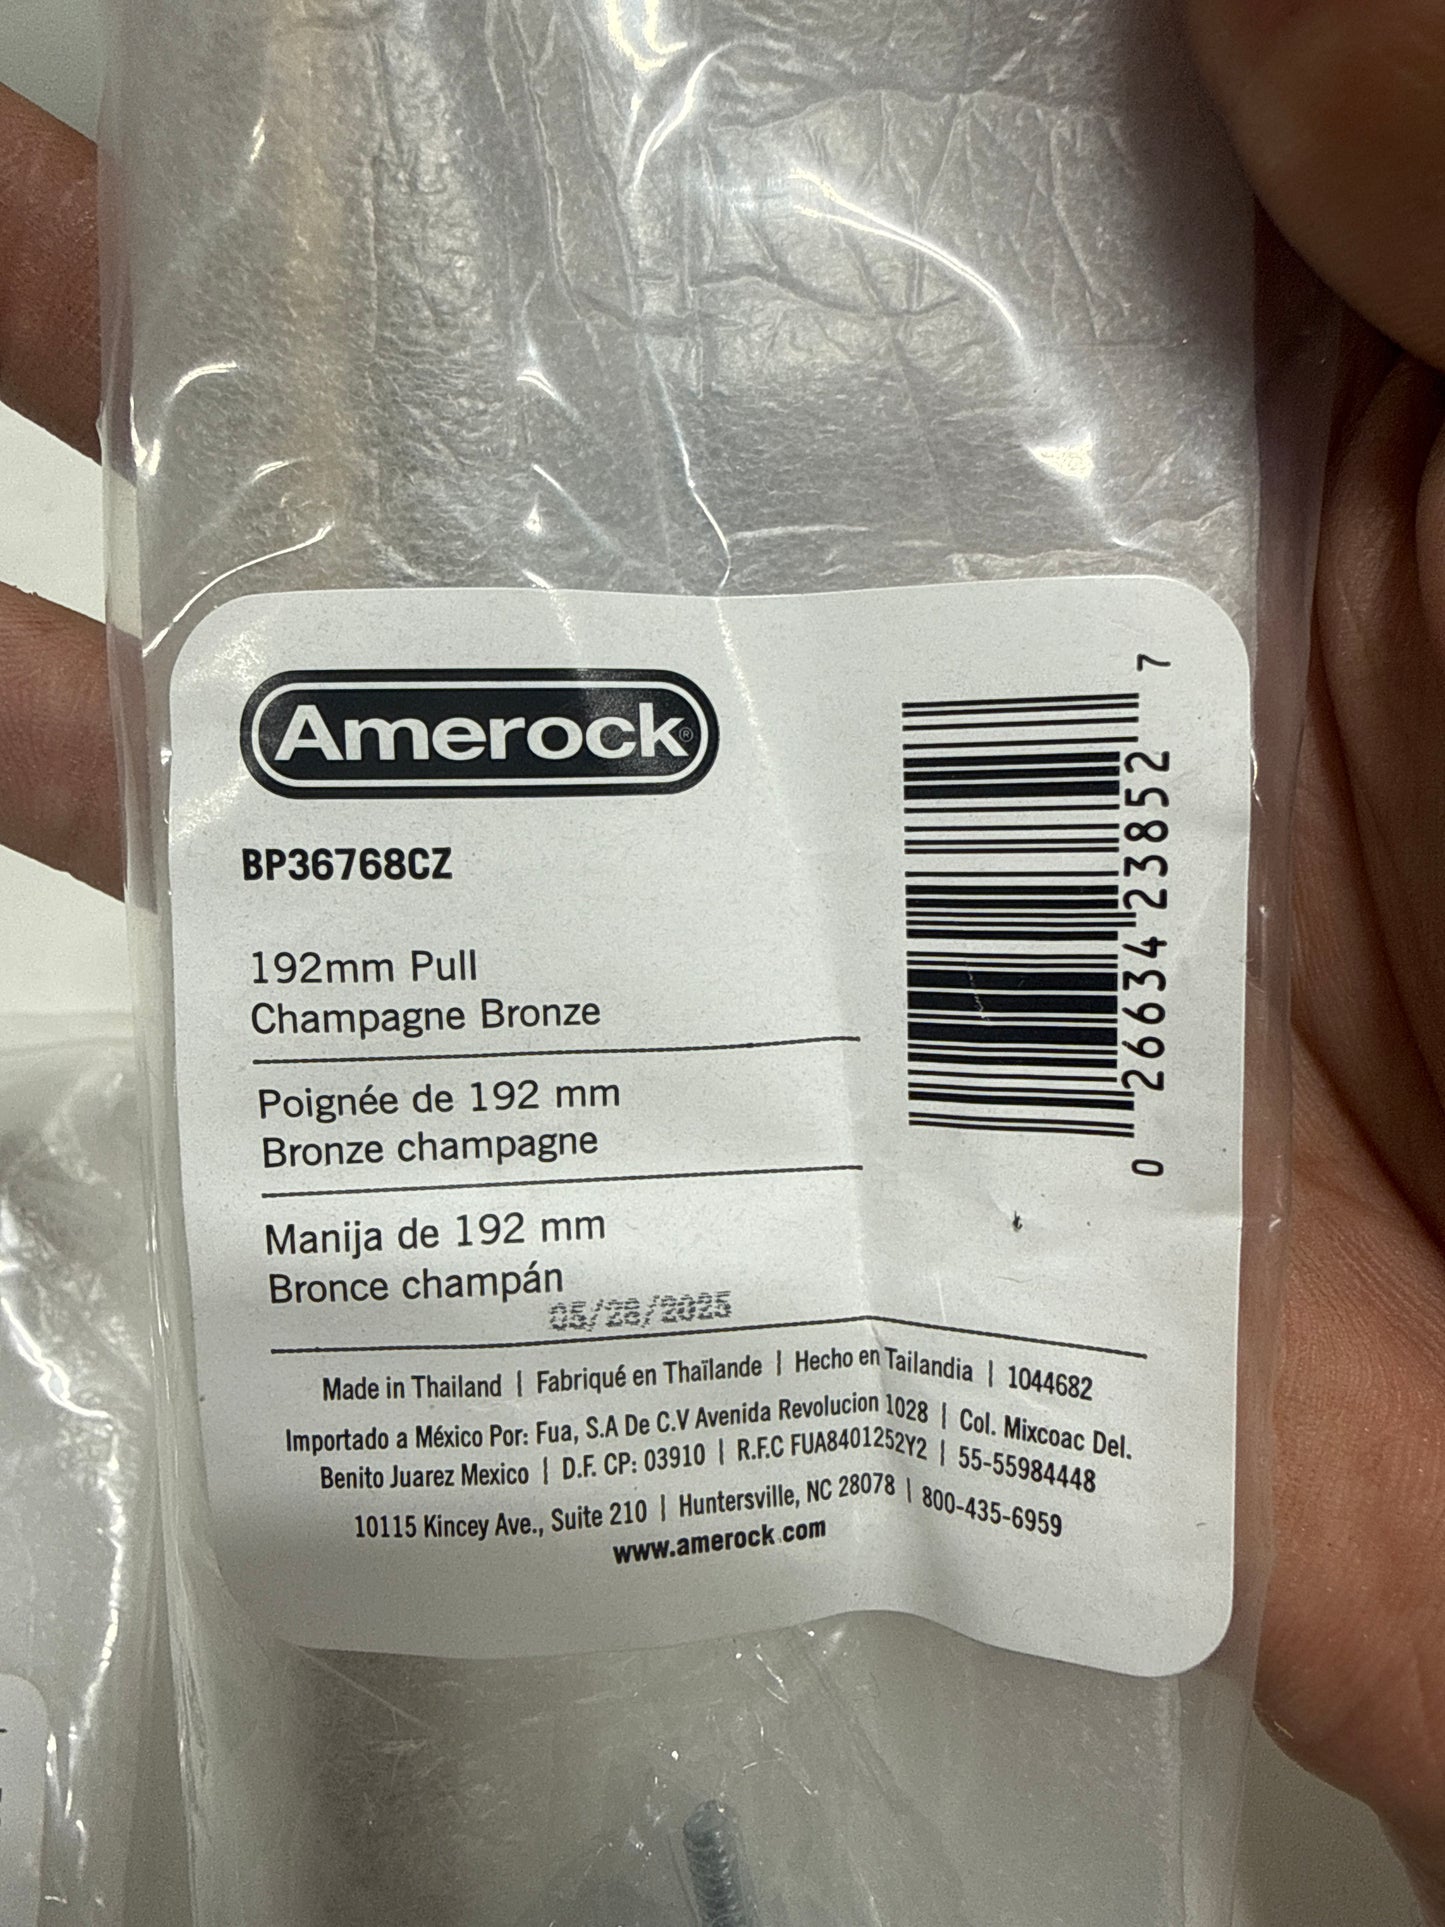 Amerock®
BP36768CZ
192mm Pull
Champagne Bronze
Poignée de 192 mm
Bronze champagne
Manija de 192 mm
Bronce champán
05/28/2025
Made in Thailand | Fabriqué en Thaïlande | Hecho en Tailandia | 1044682
Importado a México Por: Fua, S.A De C.V Avenida Revolucion 1028 | Col. Mixcoac Del.
Benito Juarez Mexico | D.F. CP: 03910 | R.F.C FUA8401252Y2 | 55-55984448
10115 Kincey Ave., Suite 210 | Huntersville, NC 28078 | 800-435-6959
www.amerock.com
0 26634 23852 7